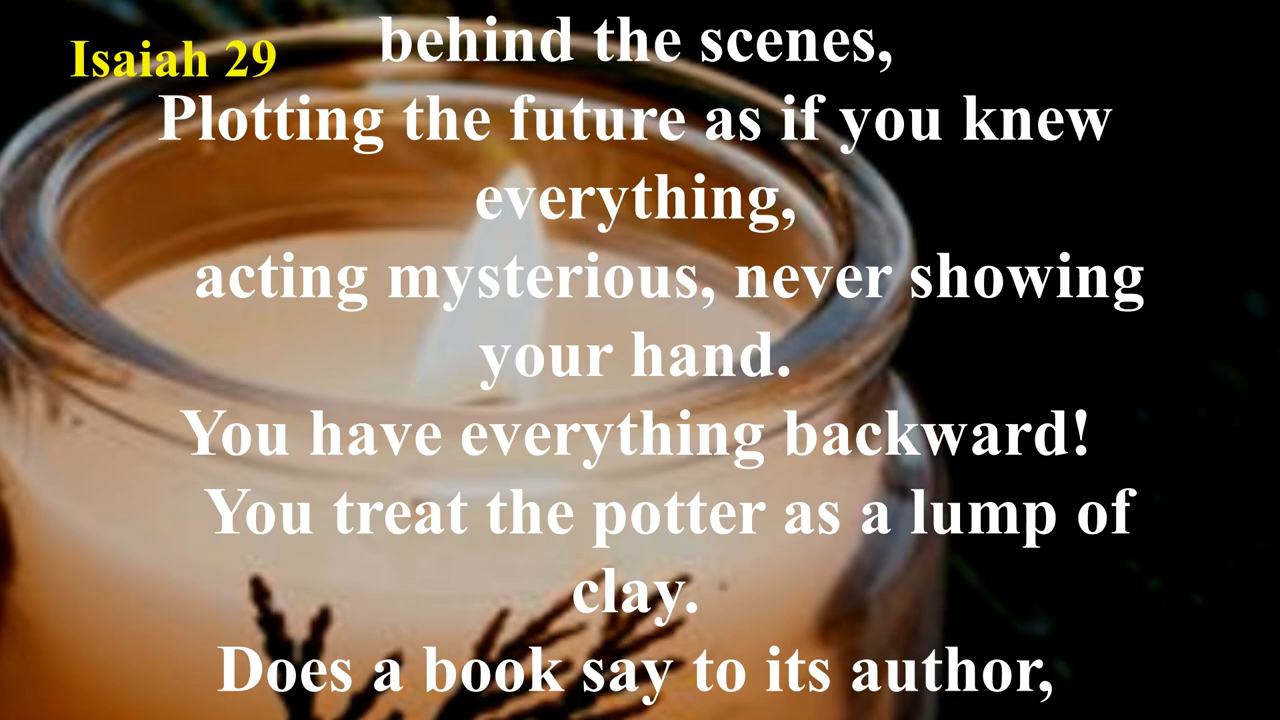 Isaiah 29
behind the scenes,
Plotting the future as if you knew
everything,
acting mysterious, never showing
your hand.
You have everything backward!
You treat the potter as a lump of
clay.
Does a book say to its author,